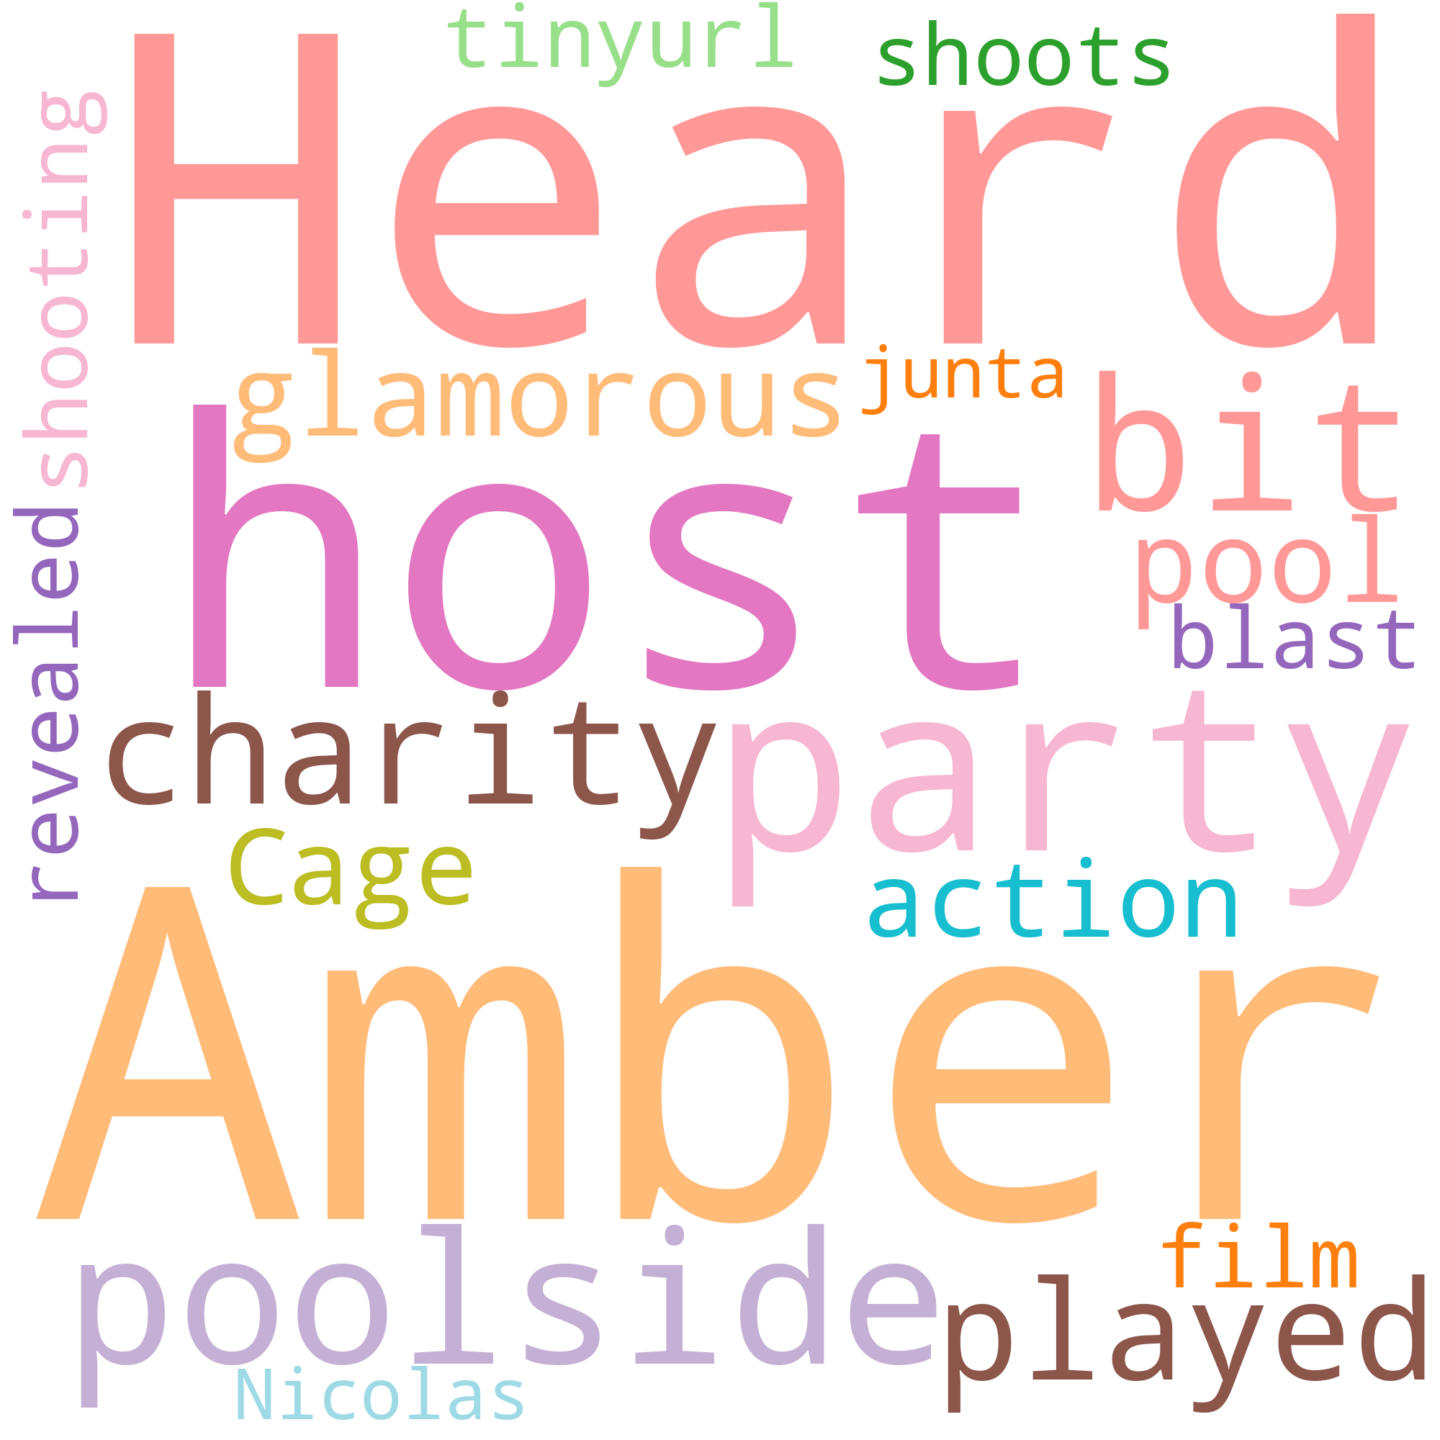 tinyurl
shoots
Heard
shooting
glamorous
junta
bit
host
pool
revealed
blast
charity
party
Cage
action
Amber
poolside
film
played
Nicolas